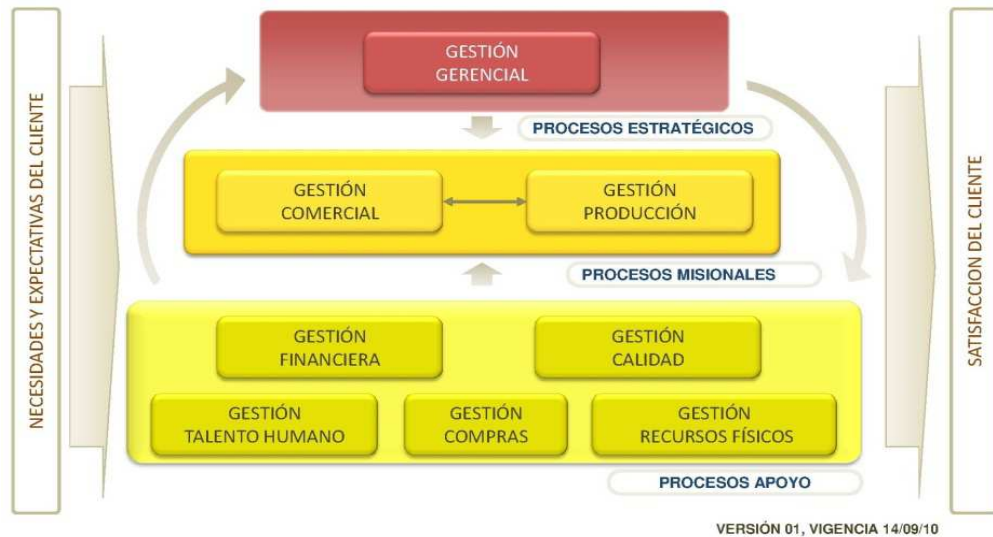 NECESIDADES Y EXPECTATIVAS DEL CLIENTE
GESTIÓN
GERENCIAL
PROCESOS ESTRATÉGICOS
GESTIÓN
COMERCIAL
GESTIÓN
PRODUCCIÓN
PROCESOS MISIONALES
GESTIÓN
FINANCIERA
GESTIÓN
CALIDAD
GESTIÓN
TALENTO HUMANO
GESTIÓN
COMPRAS
GESTIÓN
RECURSOS FÍSICOS
PROCESOS APOYO
SATISFACCION DEL CLIENTE
VERSIÓN 01, VIGENCIA 14/09/10